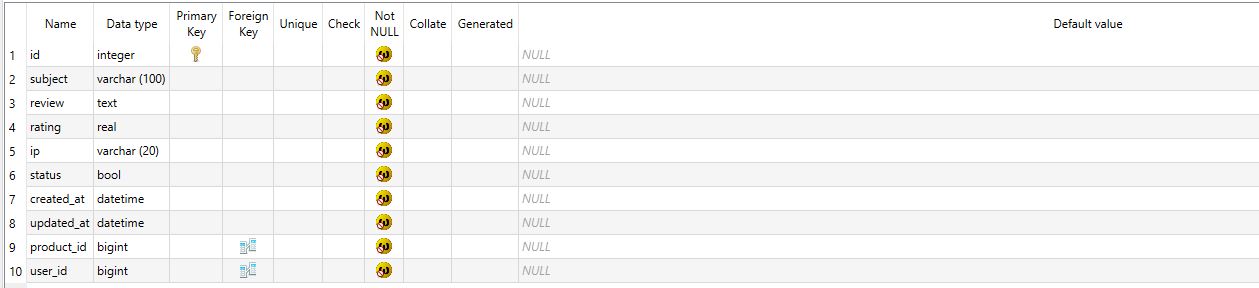 Name Data type Primary Key Foreign Key Unique Check Not NULL Collate Generated Default value
1 id integer NULL
2 subject varchar (100) NULL
3 review text NULL
4 rating real NULL
5 ip varchar (20) NULL
6 status bool NULL
7 created_at datetime NULL
8 updated_at datetime NULL
9 product_id bigint NULL
10 user_id bigint NULL